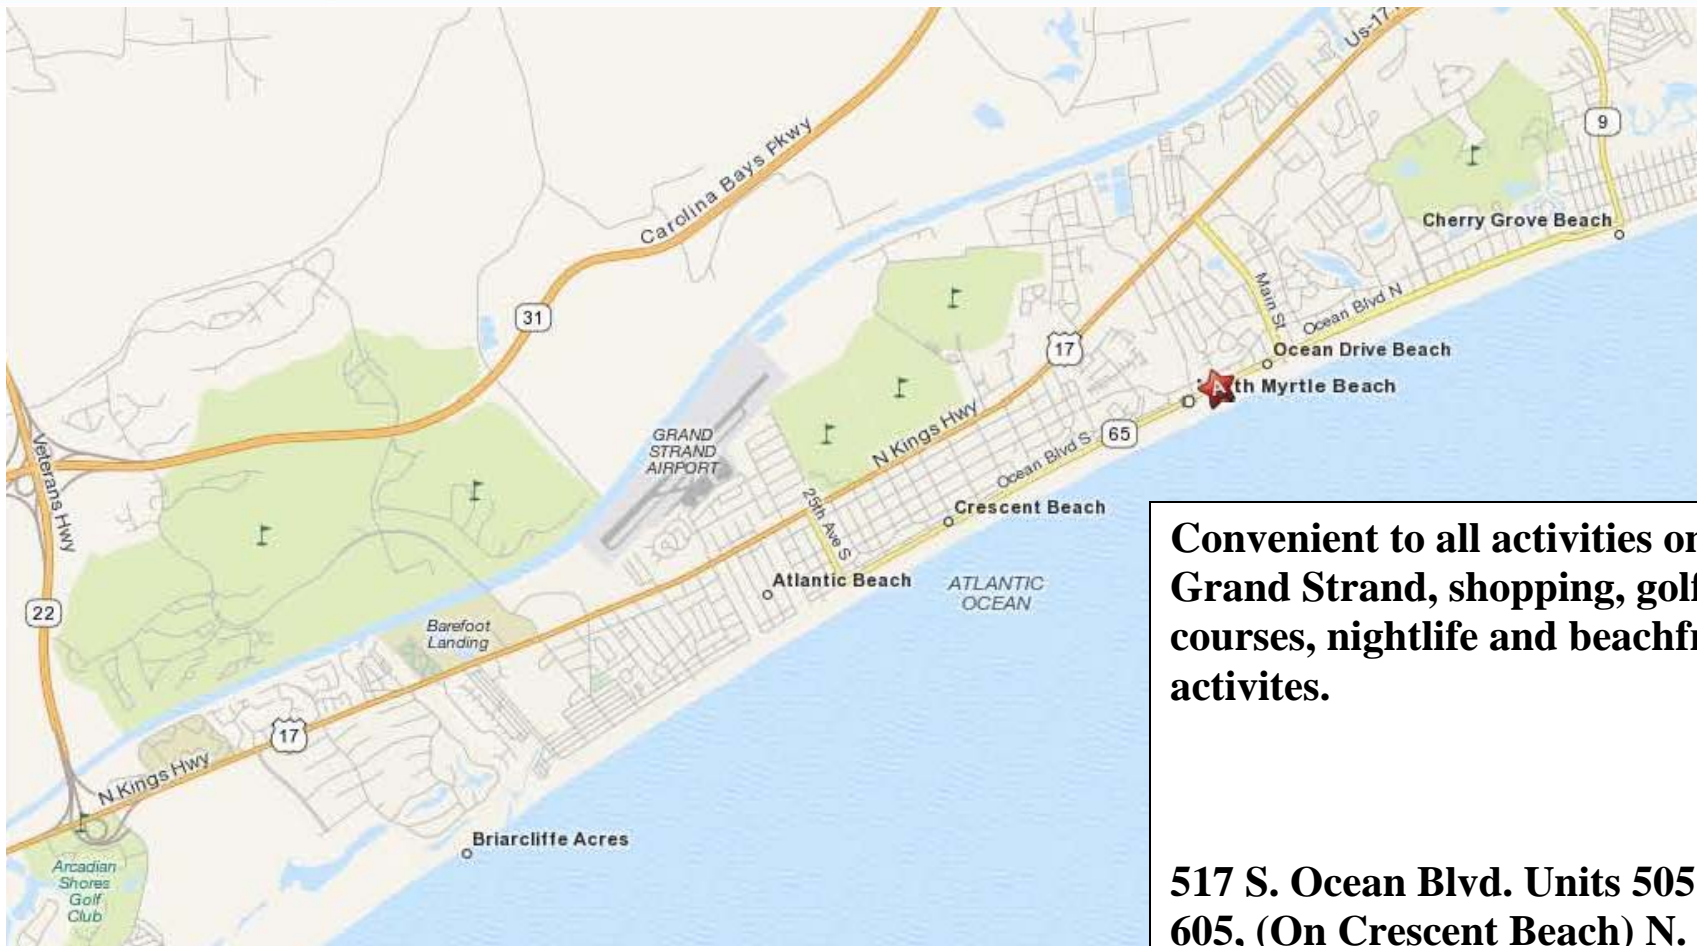 Us-17
9
Carolina Bays Pkwy
Cherry Grove Beach
Main St
Ocean Blvd N
31
17
Ocean Drive Beach
A
th Myrtle Beach
GRAND
STRAND
AIRPORT
N Kings Hwy
65
Ocean Blvd S
Veterans Hwy
25th Ave S
Crescent Beach
Atlantic Beach
ATLANTIC
OCEAN
22
Barefoot
Landing
17
N Kings Hwy
Briarcliffe Acres
Arcadian
Shores
Golf
Club
Convenient to all activities on
Grand Strand, shopping, golf
courses, nightlife and beachfr
activites.
517 S. Ocean Blvd. Units 505
605, (On Crescent Beach) N.